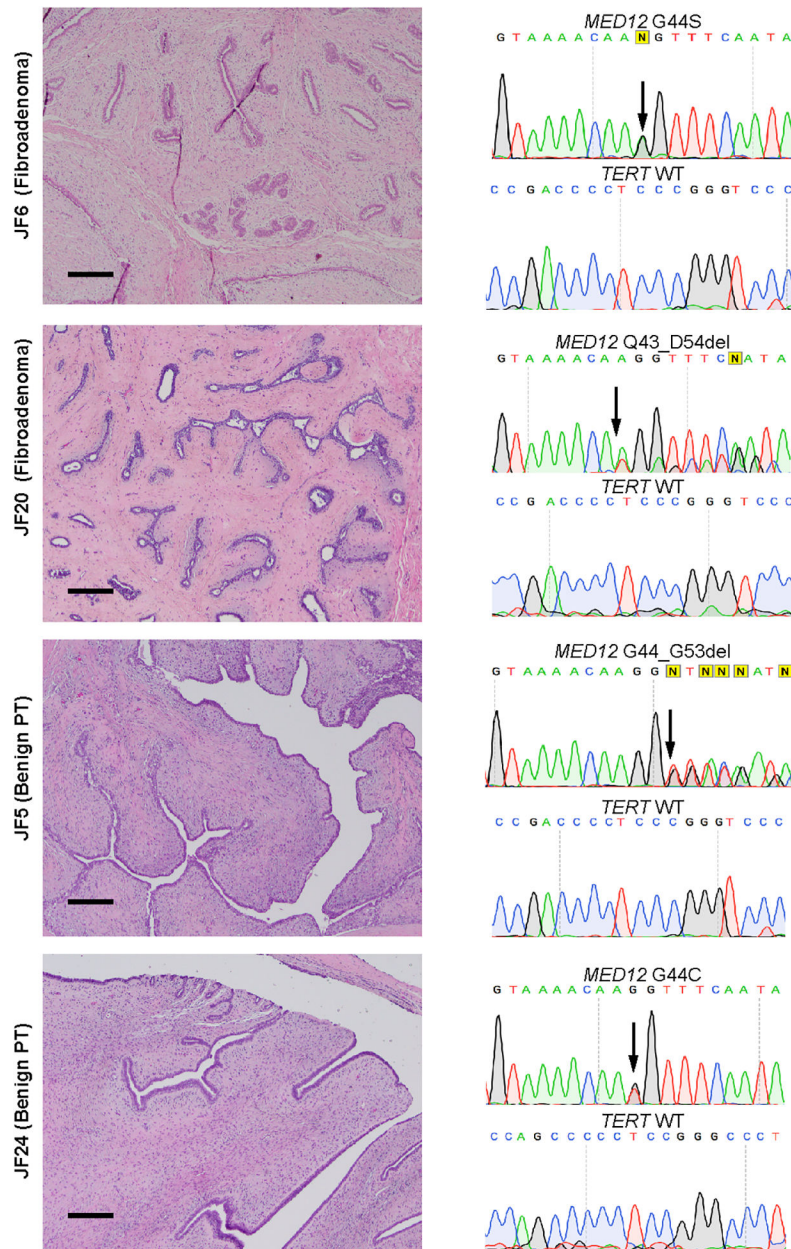 JF6 (Fibroadenoma)
MED12 G44S
G T A A A A C A A N G T T T C A A T A
TERT WT
C C G A C C C C T C C C G G G T C C C
JF20 (Fibroadenoma)
MED12 Q43_D54del
G T A A A A C A A G G T T T C N A T A
TERT WT
C C G A C C C C T C C C G G G T C C C
JF5 (Benign PT)
MED12 G44_G53del
G T A A A A C A A G G N T N N N A T N
TERT WT
C C G A C C C C T C C C G G G T C C C
JF24 (Benign PT)
MED12 G44C
G T A A A A C A A G G T T T C A A T A
TERT WT
C C A G C C C C C T C C G G G C C C T